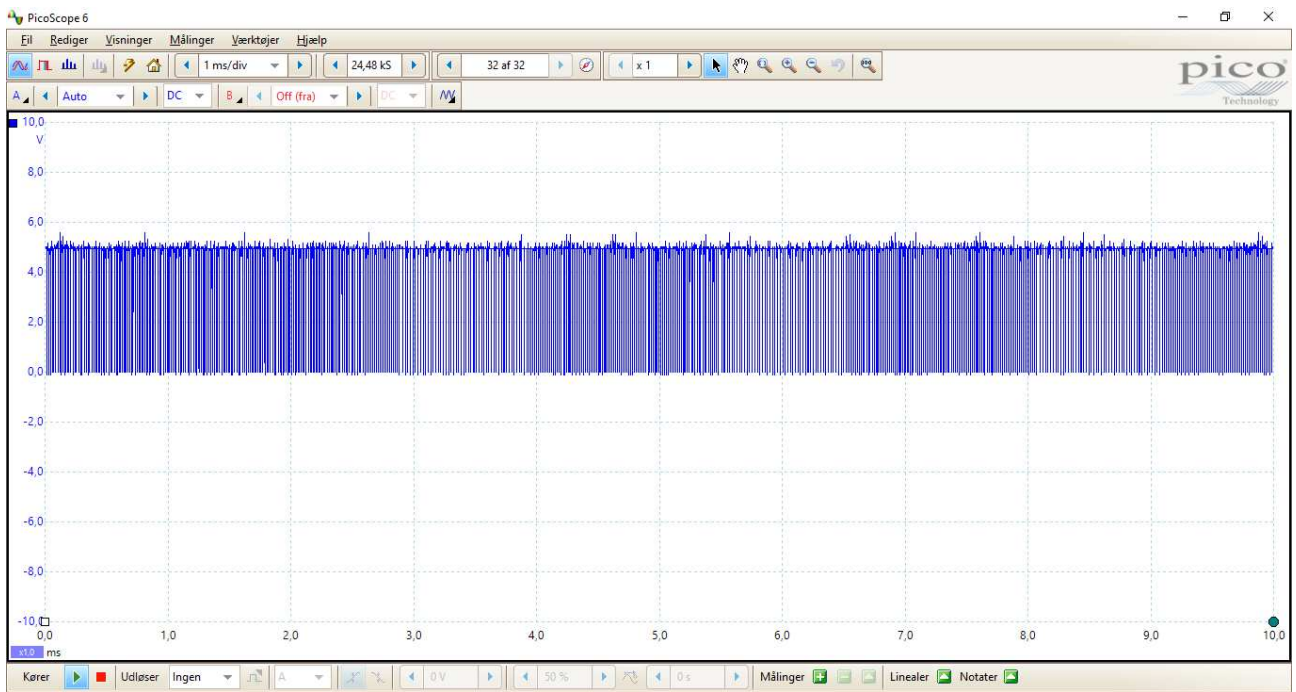 PicoScope 6
Fil Rediger Visninger Målinger Værktøjer Hjælp
1 ms/div 24,48 kS 32 af 32 x 1
pico
Technology
A Auto DC B Off (fra) DC
10,0
V
8,0
6,0
4,0
2,0
0,0
-2,0
-4,0
-6,0
-8,0
-10,0
0,0 1,0 2,0 3,0 4,0 5,0 6,0 7,0 8,0 9,0 10,0
x1.0 ms
Kører Udløser Ingen A 0 V 50 % 0 s Målinger Linealer Notater